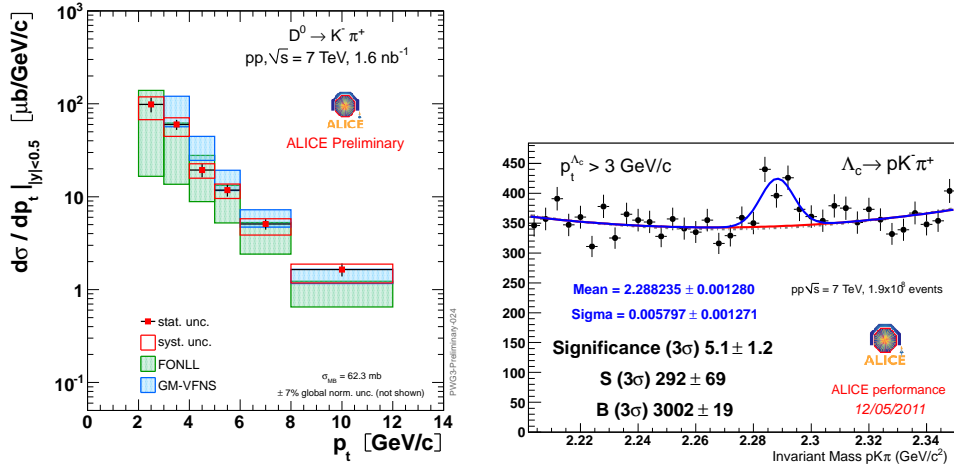 D⁰ → K⁻ π⁺
pp, √s = 7 TeV, 1.6 nb⁻¹
ALICE
ALICE Preliminary
dσ / dpₜ |_|y|<0.5 [μb/GeV/c]
10²
10
1
10⁻¹
stat. unc.
syst. unc.
FONLL
GM-VFNS
σ_MB = 62.3 mb
± 7% global norm. unc. (not shown)
PWG3-Preliminary-024
0 2 4 6 8 10 12 14
pₜ [GeV/c]
pₜ^Λc > 3 GeV/c
Λc → pK⁻π⁺
450
400
350
300
250
200
150
100
50
0
Mean = 2.288235 ± 0.001280
Sigma = 0.005797 ± 0.001271
pp √s = 7 TeV, 1.9x10⁸ events
Significance (3σ) 5.1 ± 1.2
S (3σ) 292 ± 69
B (3σ) 3002 ± 19
ALICE
ALICE performance
12/05/2011
2.22 2.24 2.26 2.28 2.3 2.32 2.34
Invariant Mass pKπ (GeV/c²)